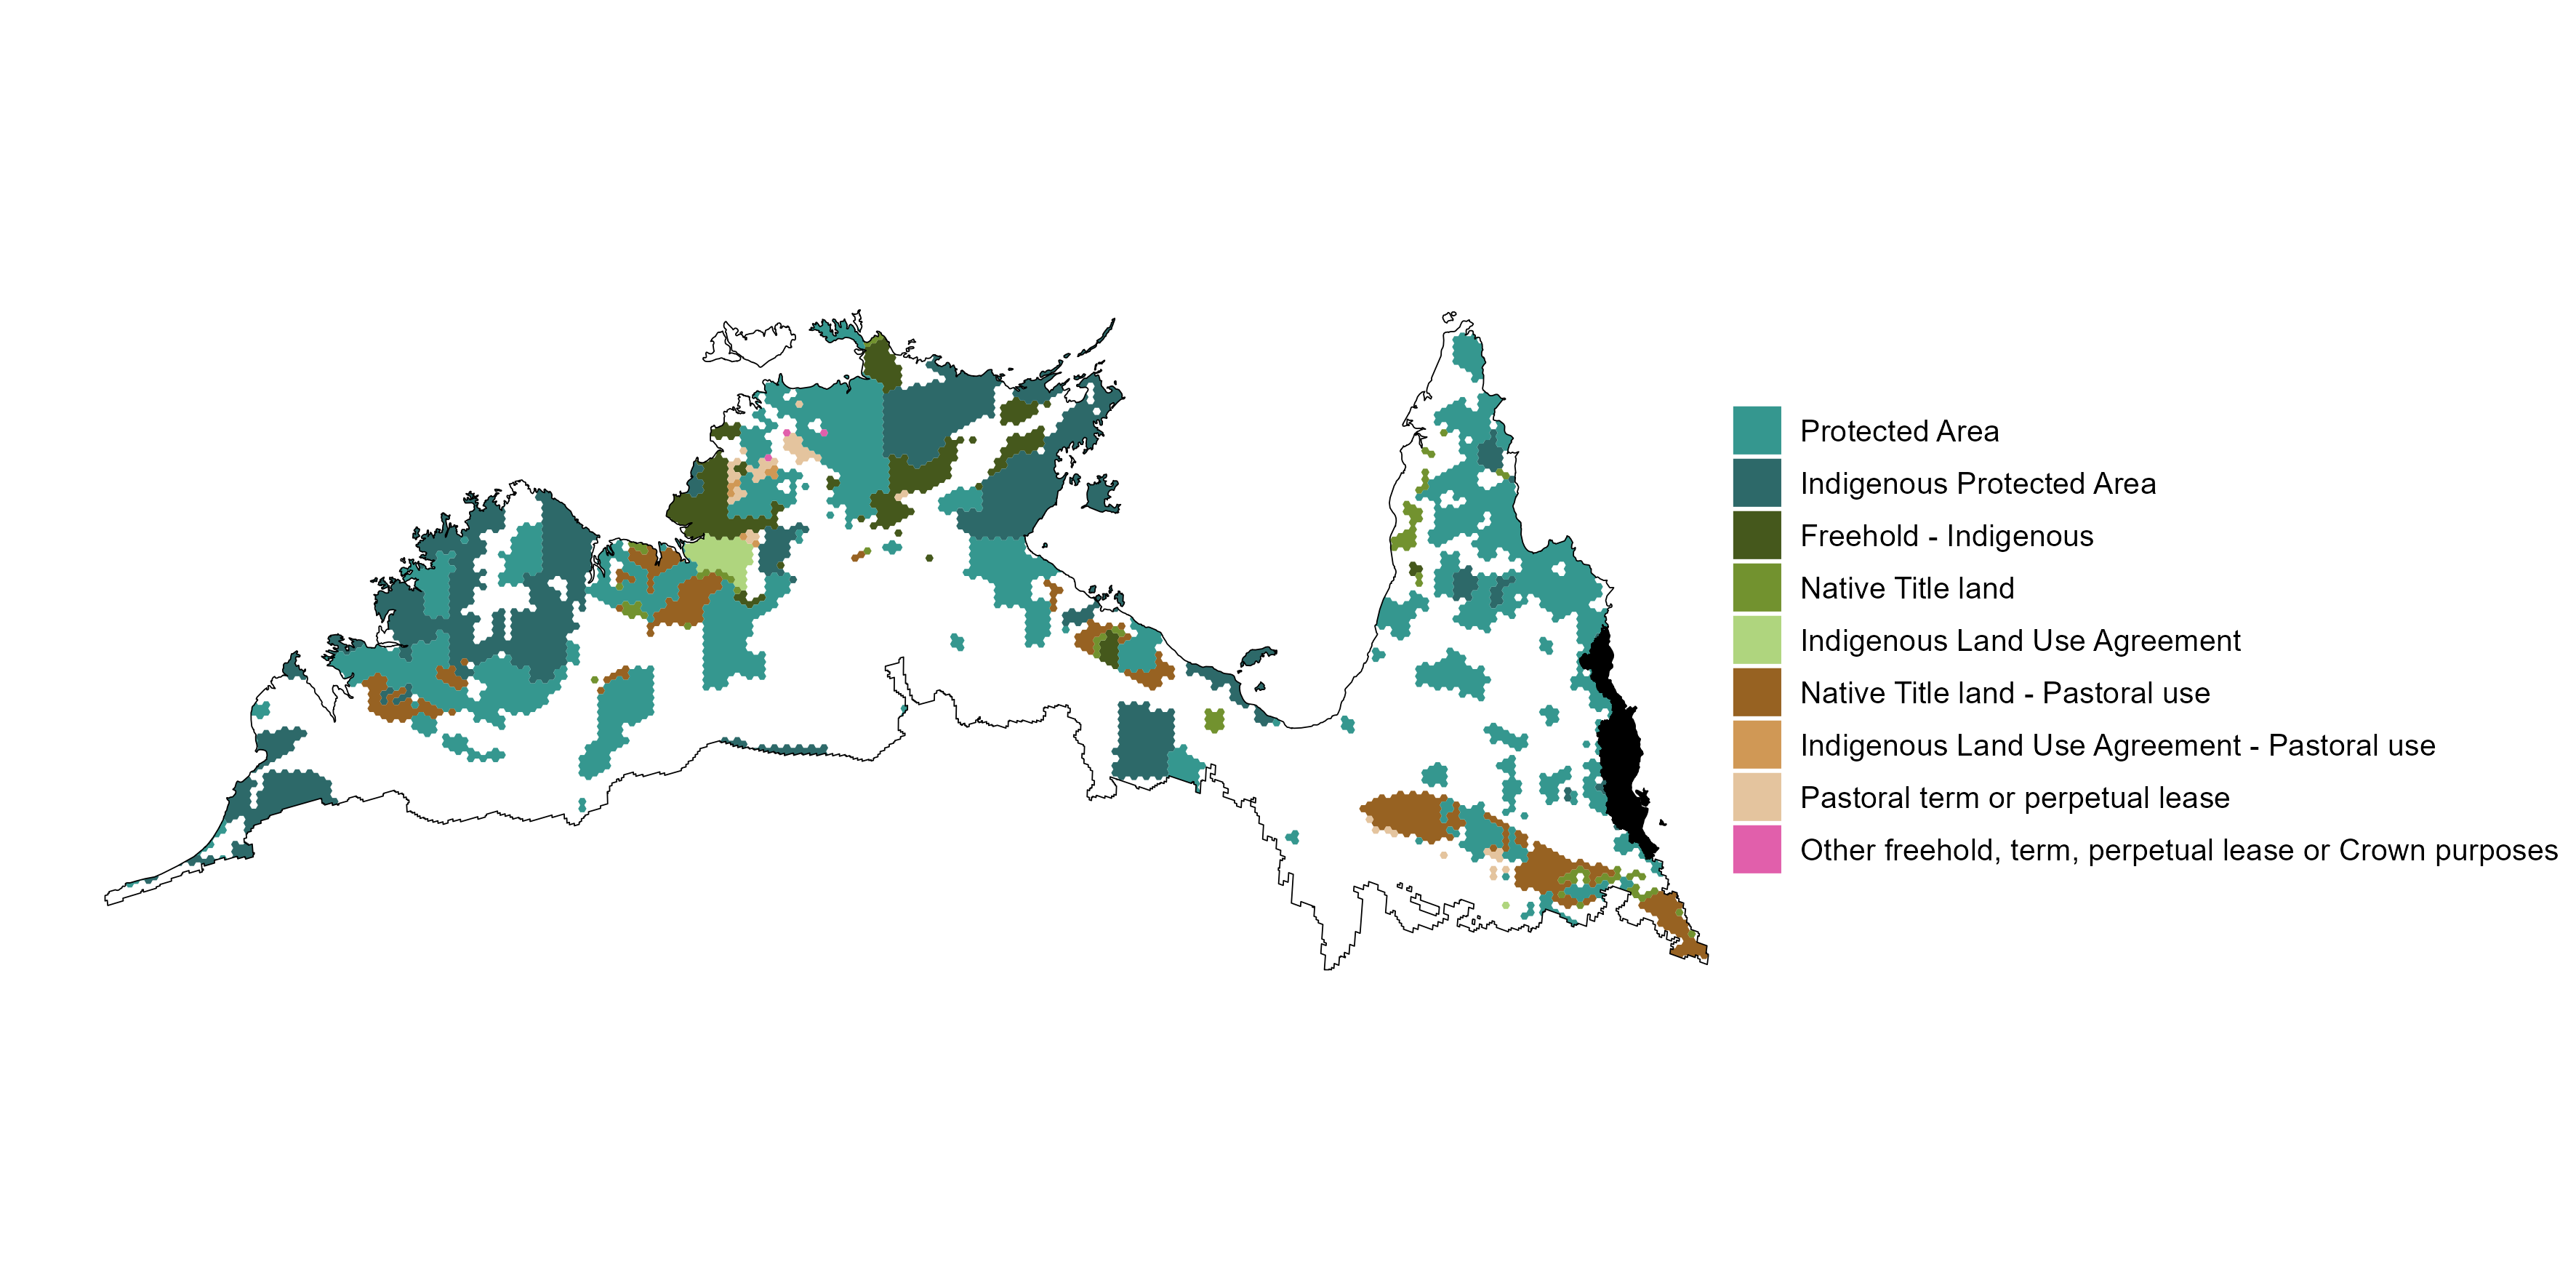 Protected Area
Indigenous Protected Area
Freehold - Indigenous
Native Title land
Indigenous Land Use Agreement
Native Title land - Pastoral use
Indigenous Land Use Agreement - Pastoral use
Pastoral term or perpetual lease
Other freehold, term, perpetual lease or Crown purposes